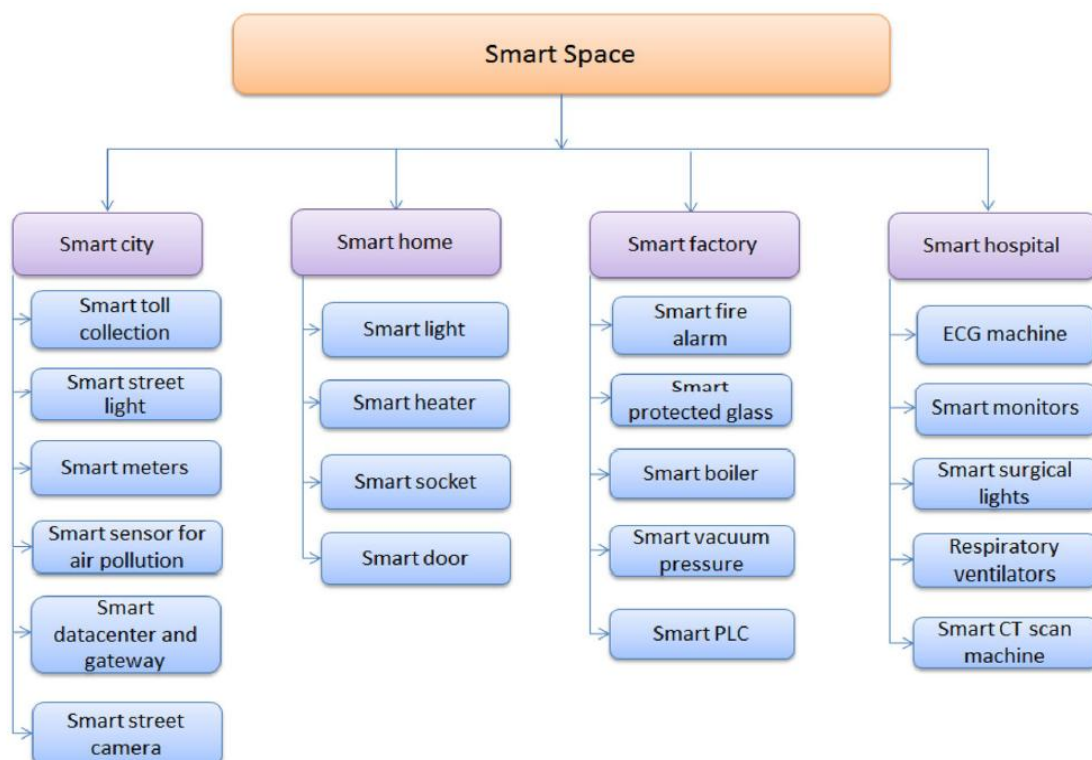 Smart Space
Smart city
Smart toll
collection
Smart street
light
Smart meters
Smart sensor for
air pollution
Smart
datacenter and
gateway
Smart street
camera
Smart home
Smart light
Smart heater
Smart socket
Smart door
Smart factory
Smart fire
alarm
Smart
protected glass
Smart boiler
Smart vacuum
pressure
Smart PLC
Smart hospital
ECG machine
Smart monitors
Smart surgical
lights
Respiratory
ventilators
Smart CT scan
machine